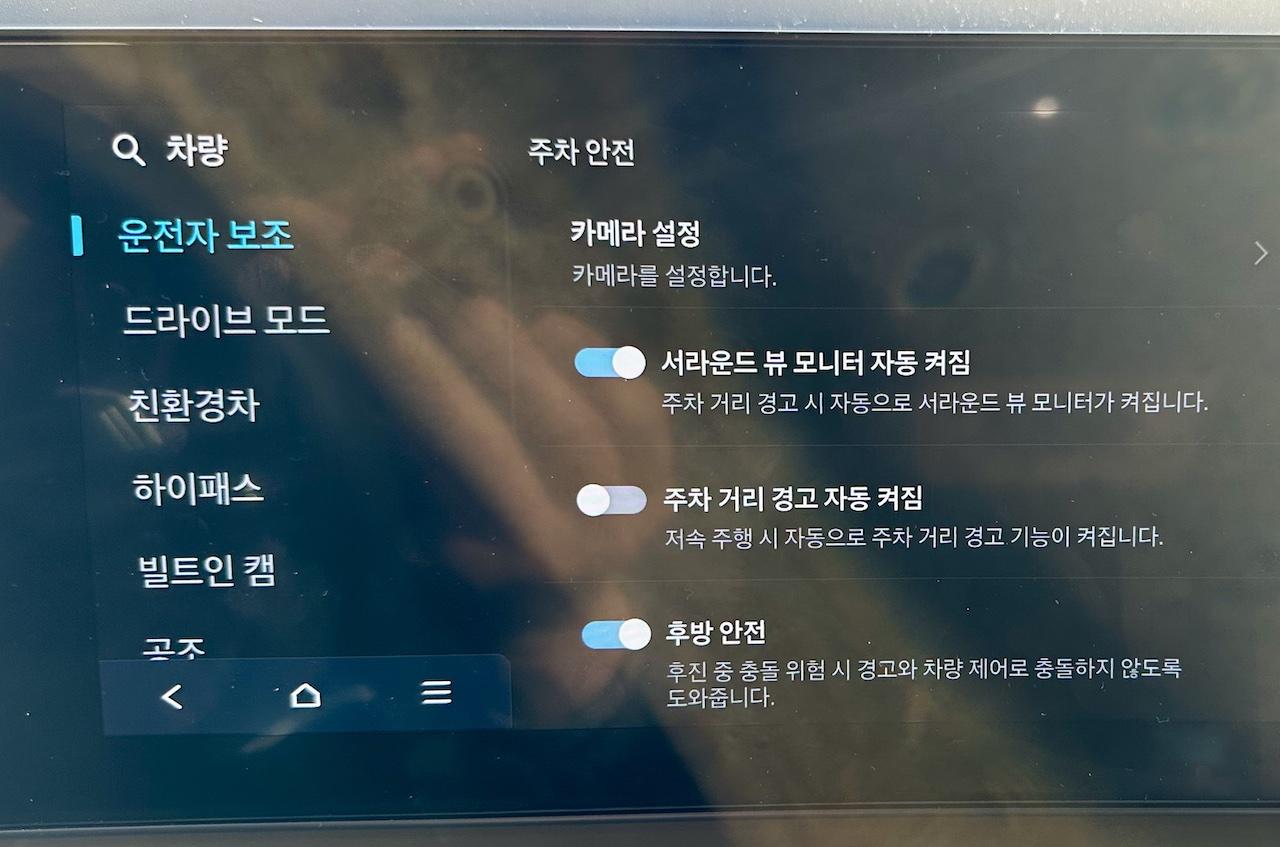 차량
운전자 보조
드라이브 모드
친환경차
하이패스
빌트인 캠
공조
주차 안전
카메라 설정
카메라를 설정합니다.
서라운드 뷰 모니터 자동 켜짐
주차 거리 경고 시 자동으로 서라운드 뷰 모니터가 켜집니다.
주차 거리 경고 자동 켜짐
저속 주행 시 자동으로 주차 거리 경고 기능이 켜집니다.
후방 안전
후진 중 충돌 위험 시 경고와 차량 제어로 충돌하지 않도록
도와줍니다.